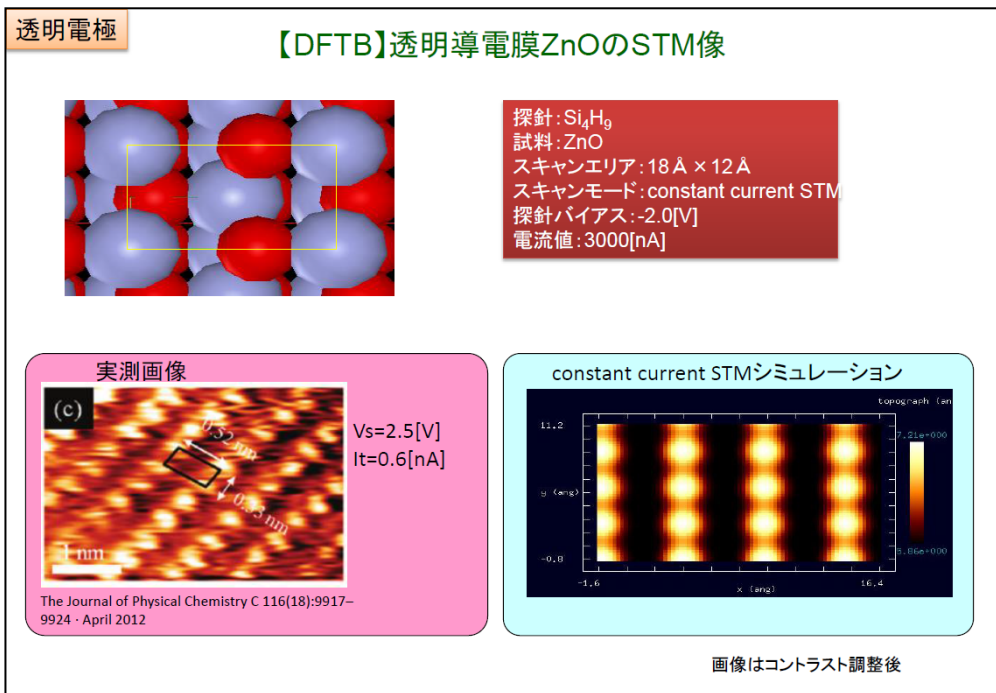 透明電極
【DFTB】透明導電膜ZnOのSTM像
探針:Si₄H₉
試料:ZnO
スキャンエリア:18Å × 12Å
スキャンモード:constant current STM
探針バイアス:-2.0[V]
電流値:3000[nA]
実測画像
(c)
0.52 nm
0.33 nm
1 nm
Vs=2.5[V]
It=0.6[nA]
The Journal of Physical Chemistry C 116(18):9917–
9924 · April 2012
constant current STMシミュレーション
topograph (an
11.2
7.21e+000
y (ang)
-0.8
5.86e+000
-1.6
x (ang)
16.4
画像はコントラスト調整後